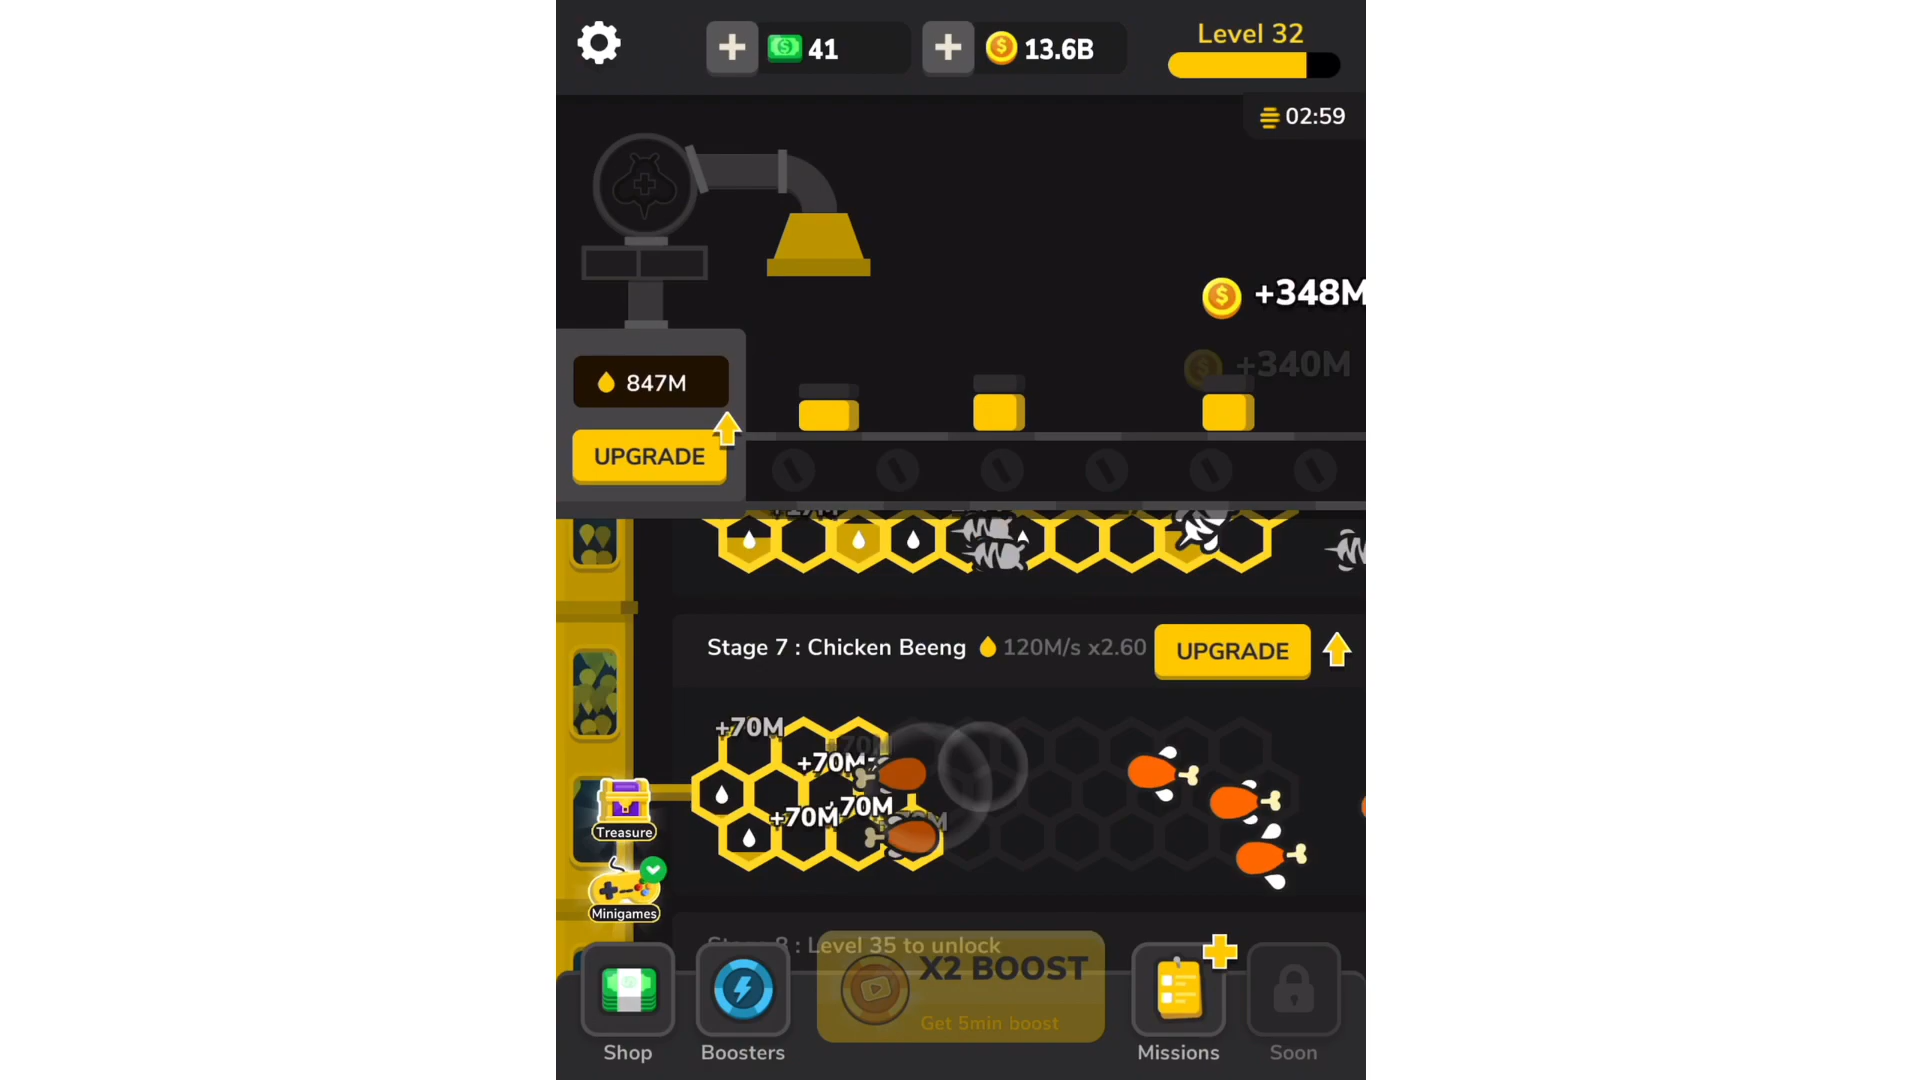 41
13.6B
Level 32
02:59
+348M
+340M
847M
UPGRADE
Stage 7 : Chicken Beeng
120M/s x2.60
UPGRADE
+70M
+70M
+70M
+70M
Treasure
Minigames
Stage 8 : Level 35 to unlock
X2 BOOST
Get 5min boost
Shop
Boosters
Missions
Soon